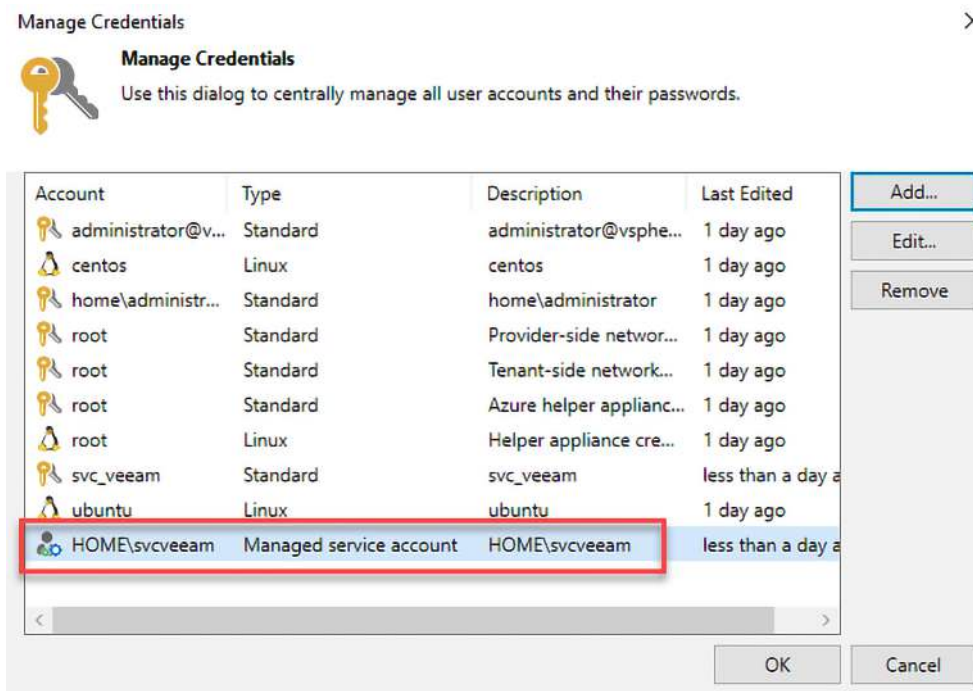 Manage Credentials
Manage Credentials
Use this dialog to centrally manage all user accounts and their passwords.
Account Type Description Last Edited
administrator@v... Standard administrator@vsphe... 1 day ago
centos Linux centos 1 day ago
home\administr... Standard home\administrator 1 day ago
root Standard Provider-side networ... 1 day ago
root Standard Tenant-side network... 1 day ago
root Standard Azure helper applianc... 1 day ago
root Linux Helper appliance cre... 1 day ago
svc_veeam Standard svc_veeam less than a day a
ubuntu Linux ubuntu 1 day ago
HOME\svcveeam Managed service account HOME\svcveeam less than a day a
Add...
Edit...
Remove
OK Cancel